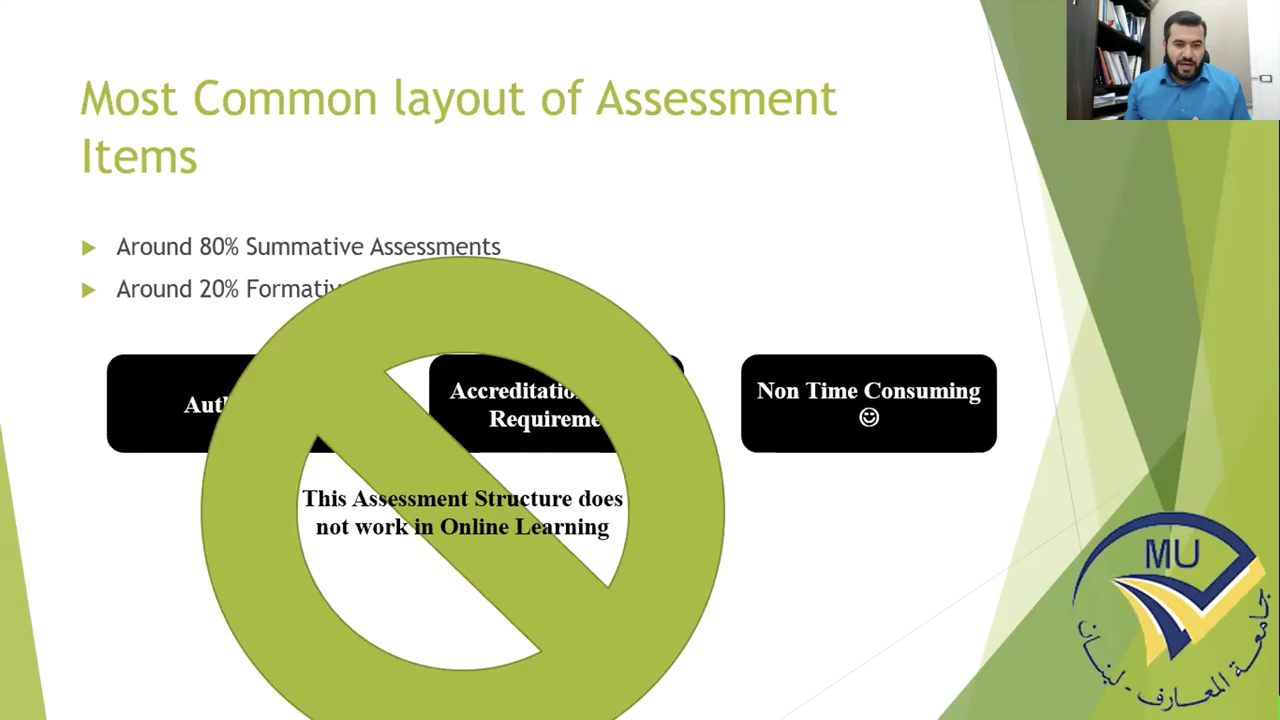 Most Common layout of Assessment
Items
Around 80% Summative Assessments
Around 20% Formativ
Aut
Accreditatio
Requireme
Non Time Consuming
☺
This Assessment Structure does
not work in Online Learning
MU
جامعة المعارف - لبنان